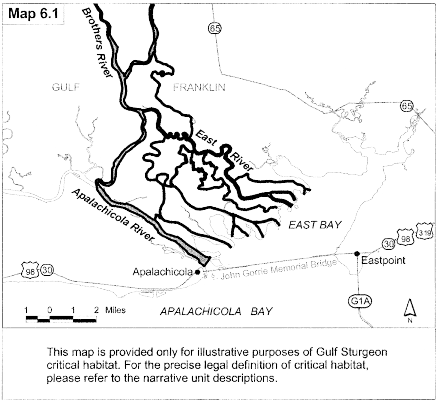 Map 6.1
Brothers River
65
GULF
FRANKLIN
65
East River
Apalachicola River
EAST BAY
98
30
319
Eastpoint
98
30
Apalachicola
John Gorrie Memorial Bridge
G1A
1 0 1 2 Miles
APALACHICOLA BAY
N
This map is provided only for illustrative purposes of Gulf Sturgeon
critical habitat. For the precise legal definition of critical habitat,
please refer to the narrative unit descriptions.